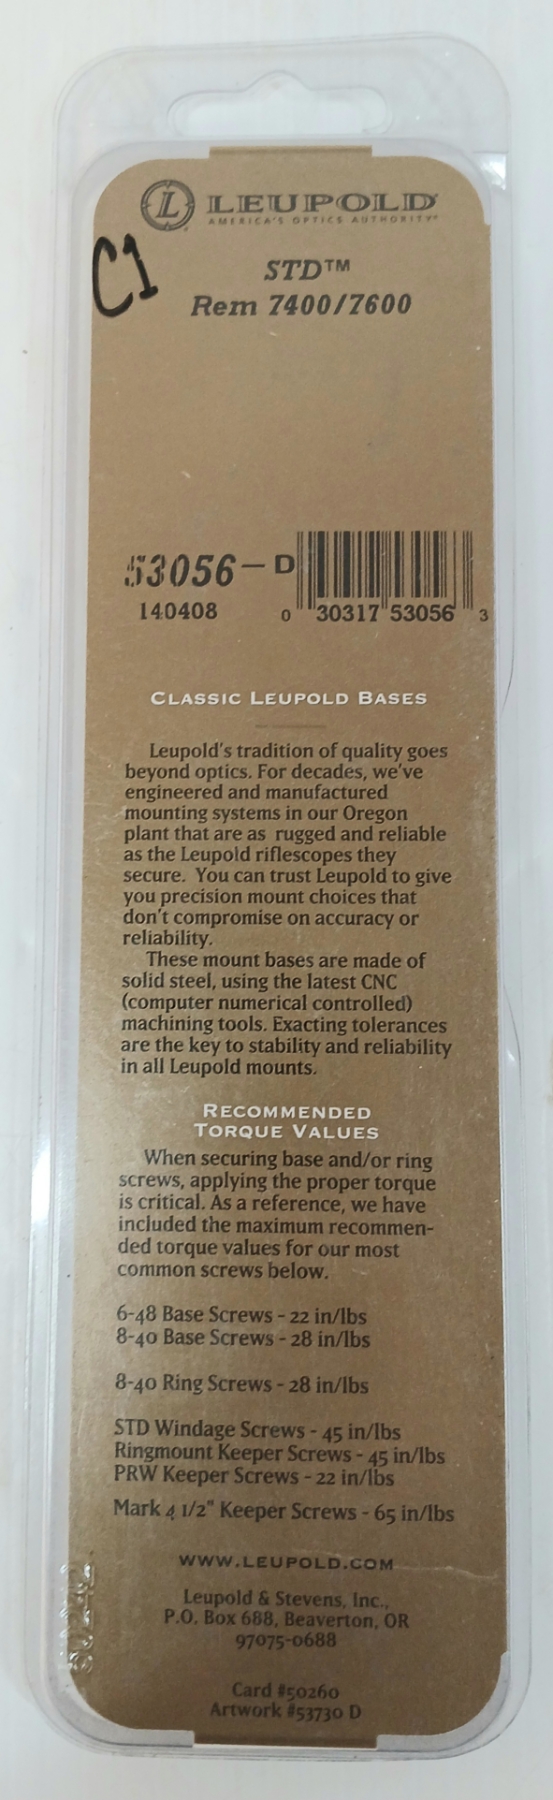 LEUPOLD
AMERICA'S OPTICS AUTHORITY®
C1
STD™
Rem 7400/7600
53056-D
140408
0 30317 53056 3
CLASSIC LEUPOLD BASES
Leupold's tradition of quality goes
beyond optics. For decades, we've
engineered and manufactured
mounting systems in our Oregon
plant that are as rugged and reliable
as the Leupold riflescopes they
secure. You can trust Leupold to give
you precision mount choices that
don't compromise on accuracy or
reliability.
These mount bases are made of
solid steel, using the latest CNC
(computer numerical controlled)
machining tools. Exacting tolerances
are the key to stability and reliability
in all Leupold mounts.
RECOMMENDED
TORQUE VALUES
When securing base and/or ring
screws, applying the proper torque
is critical. As a reference, we have
included the maximum recommen-
ded torque values for our most
common screws below.
6-48 Base Screws - 22 in/lbs
8-40 Base Screws - 28 in/lbs
8-40 Ring Screws - 28 in/lbs
STD Windage Screws - 45 in/lbs
Ringmount Keeper Screws - 45 in/lbs
PRW Keeper Screws - 22 in/lbs
Mark 4 1/2" Keeper Screws - 65 in/lbs
WWW.LEUPOLD.COM
Leupold & Stevens, Inc.,
P.O. Box 688, Beaverton, OR
97075-0688
Card #50260
Artwork #53730 D